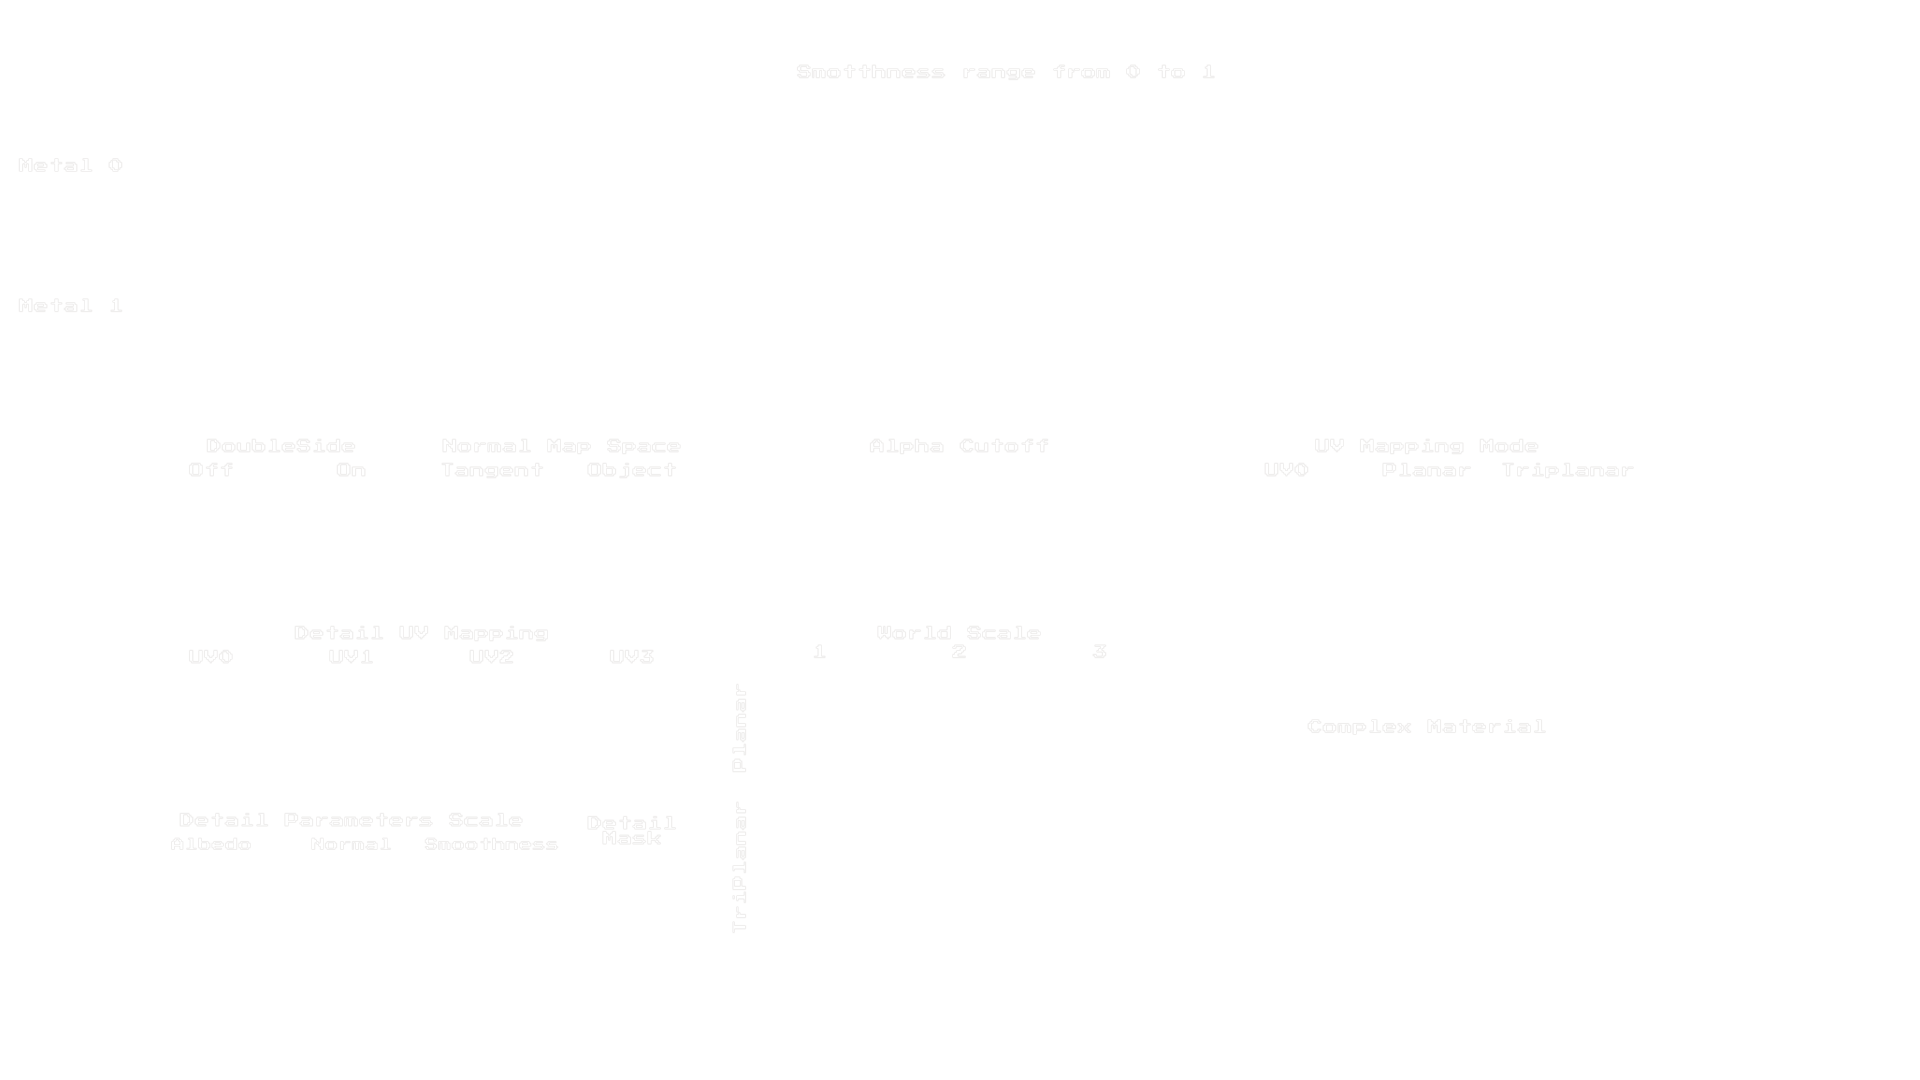 Smotthness range from 0 to 1
Metal 0
Metal 1
DoubleSide
Off On
Normal Map Space
Tangent Object
Alpha Cutoff
UV Mapping Mode
UV0 Planar Triplanar
Detail UV Mapping
UV0 UV1 UV2 UV3
World Scale
1 2 3
planar
Triplanar
Complex Material
Detail Parameters Scale
Albedo Normal Smoothness
Detail
Mask